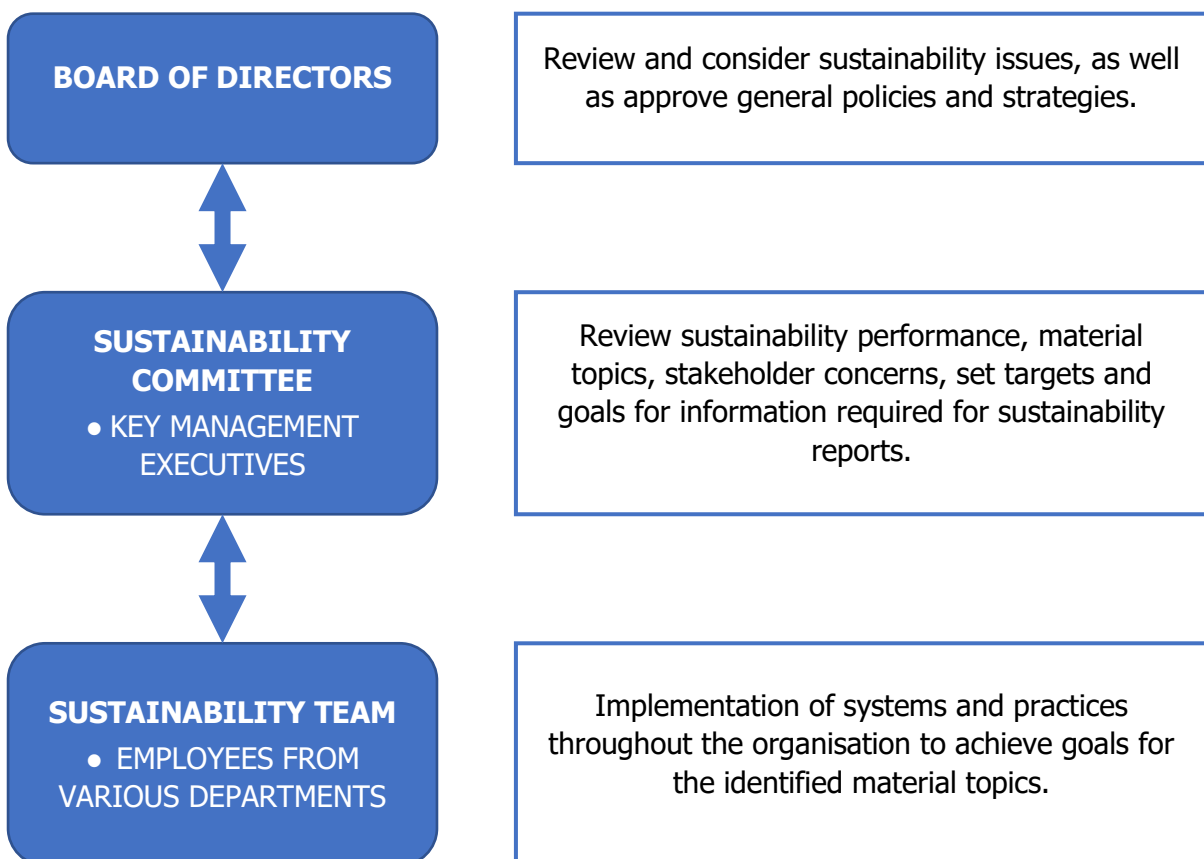 BOARD OF DIRECTORS
Review and consider sustainability issues, as well
as approve general policies and strategies.
SUSTAINABILITY
COMMITTEE
● KEY MANAGEMENT
EXECUTIVES
Review sustainability performance, material
topics, stakeholder concerns, set targets and
goals for information required for sustainability
reports.
SUSTAINABILITY TEAM
● EMPLOYEES FROM
VARIOUS DEPARTMENTS
Implementation of systems and practices
throughout the organisation to achieve goals for
the identified material topics.